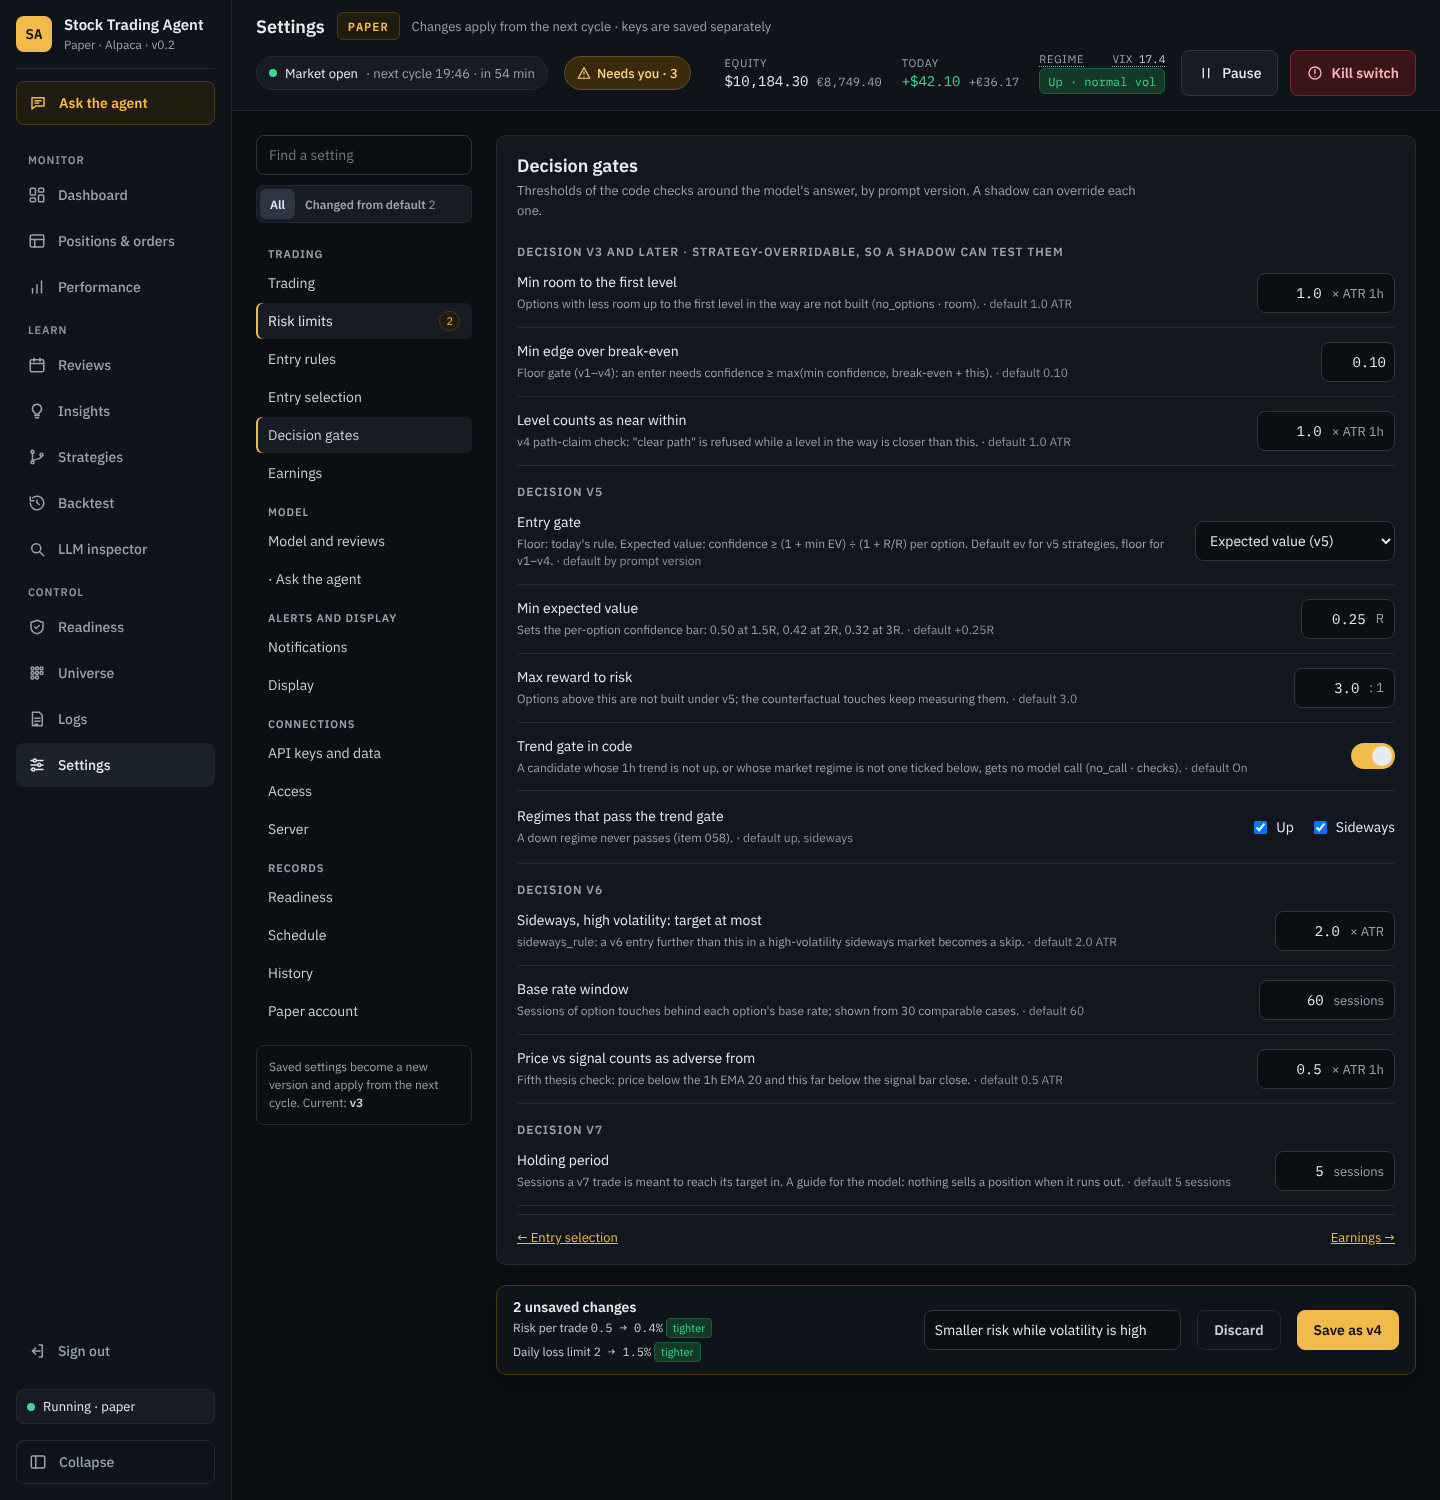 SA
Stock Trading Agent
Paper · Alpaca · v0.2
Ask the agent
MONITOR
Dashboard
Positions & orders
Performance
LEARN
Reviews
Insights
Strategies
Backtest
LLM inspector
CONTROL
Readiness
Universe
Logs
Settings
Sign out
Running · paper
Collapse
Settings
PAPER
Changes apply from the next cycle · keys are saved separately
Market open · next cycle 19:46 · in 54 min
Needs you · 3
EQUITY
$10,184.30 €8,749.40
TODAY
+$42.10 +€36.17
REGIME VIX 17.4
Up · normal vol
Pause
Kill switch
Find a setting
All
Changed from default 2
TRADING
Trading
Risk limits 2
Entry rules
Entry selection
Decision gates
Earnings
MODEL
Model and reviews
· Ask the agent
ALERTS AND DISPLAY
Notifications
Display
CONNECTIONS
API keys and data
Access
Server
RECORDS
Readiness
Schedule
History
Paper account
Saved settings become a new
version and apply from the next
cycle. Current: v3
Decision gates
Thresholds of the code checks around the model's answer, by prompt version. A shadow can override each
one.
DECISION V3 AND LATER · STRATEGY-OVERRIDABLE, SO A SHADOW CAN TEST THEM
Min room to the first level
Options with less room up to the first level in the way are not built (no_options · room). · default 1.0 ATR
1.0 × ATR 1h
Min edge over break-even
Floor gate (v1–v4): an enter needs confidence ≥ max(min confidence, break-even + this). · default 0.10
0.10
Level counts as near within
v4 path-claim check: "clear path" is refused while a level in the way is closer than this. · default 1.0 ATR
1.0 × ATR 1h
DECISION V5
Entry gate
Floor: today's rule. Expected value: confidence ≥ (1 + min EV) ÷ (1 + R/R) per option. Default ev for v5 strategies, floor for
v1–v4. · default by prompt version
Expected value (v5)
Min expected value
Sets the per-option confidence bar: 0.50 at 1.5R, 0.42 at 2R, 0.32 at 3R. · default +0.25R
0.25 R
Max reward to risk
Options above this are not built under v5; the counterfactual touches keep measuring them. · default 3.0
3.0 : 1
Trend gate in code
A candidate whose 1h trend is not up, or whose market regime is not one ticked below, gets no model call (no_call · checks). · default On
Regimes that pass the trend gate
A down regime never passes (item 058). · default up, sideways
Up
Sideways
DECISION V6
Sideways, high volatility: target at most
sideways_rule: a v6 entry further than this in a high-volatility sideways market becomes a skip. · default 2.0 ATR
2.0 × ATR
Base rate window
Sessions of option touches behind each option's base rate; shown from 30 comparable cases. · default 60
60 sessions
Price vs signal counts as adverse from
Fifth thesis check: price below the 1h EMA 20 and this far below the signal bar close. · default 0.5 ATR
0.5 × ATR 1h
DECISION V7
Holding period
Sessions a v7 trade is meant to reach its target in. A guide for the model: nothing sells a position when it runs out. · default 5 sessions
5 sessions
← Entry selection
Earnings →
2 unsaved changes
Risk per trade 0.5 → 0.4% tighter
Daily loss limit 2 → 1.5% tighter
Smaller risk while volatility is high
Discard
Save as v4